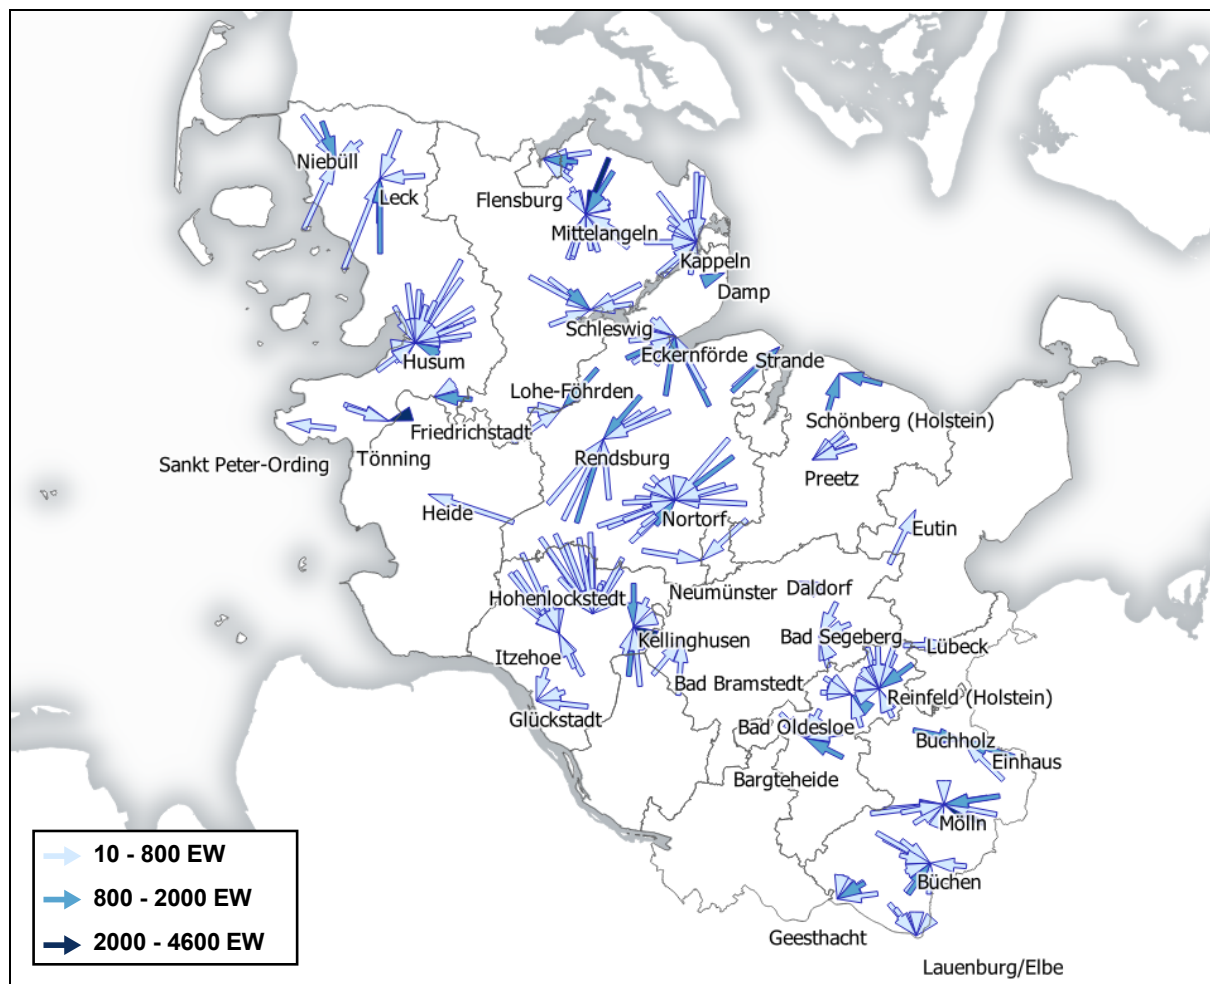 Niebüll
Leck
Flensburg
Mittelangeln
Kappeln
Damp
Schleswig
Husum
Eckernförde
Strande
Lohe-Föhrden
Friedrichstadt
Schönberg (Holstein)
Sankt Peter-Ording
Tönning
Rendsburg
Preetz
Heide
Nortorf
Eutin
Hohenlockstedt
Neumünster
Daldorf
Kellinghusen
Bad Segeberg
Lübeck
Itzehoe
Bad Bramstedt
Reinfeld (Holstein)
Glückstadt
Bad Oldesloe
Buchholz
Einhaus
Bargteheide
Mölln
Büchen
Geesthacht
Lauenburg/Elbe
10 - 800 EW
800 - 2000 EW
2000 - 4600 EW